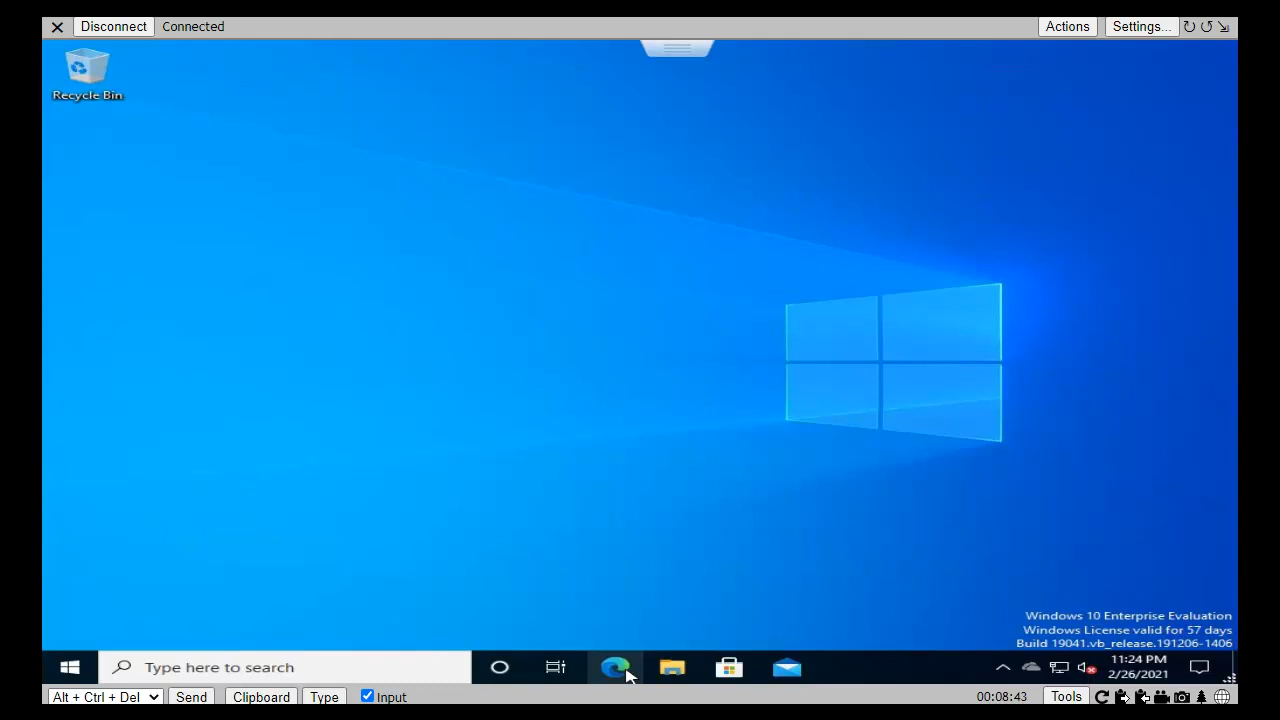 Disconnect Connected Actions Settings...
Recycle Bin
Windows 10 Enterprise Evaluation
Windows License valid for 57 days
Build 19041.vb_release.191206-1406
Type here to search
11:24 PM
2/26/2021
Alt + Ctrl + Del Send Clipboard Type Input 00:08:43 Tools